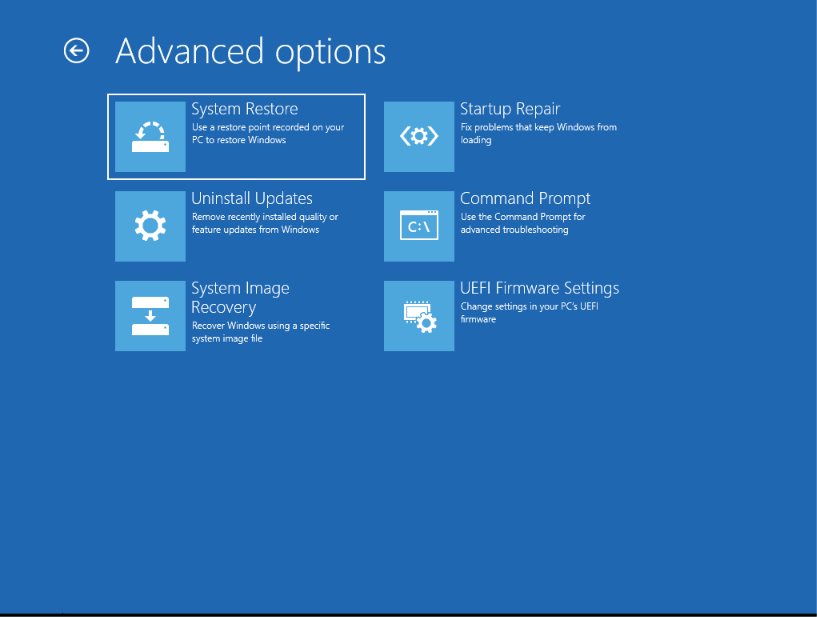 Advanced options
System Restore
Use a restore point recorded on your
PC to restore Windows
Startup Repair
Fix problems that keep Windows from
loading
Uninstall Updates
Remove recently installed quality or
feature updates from Windows
C:\
Command Prompt
Use the Command Prompt for
advanced troubleshooting
System Image
Recovery
Recover Windows using a specific
system image file
UEFI Firmware Settings
Change settings in your PC's UEFI
firmware